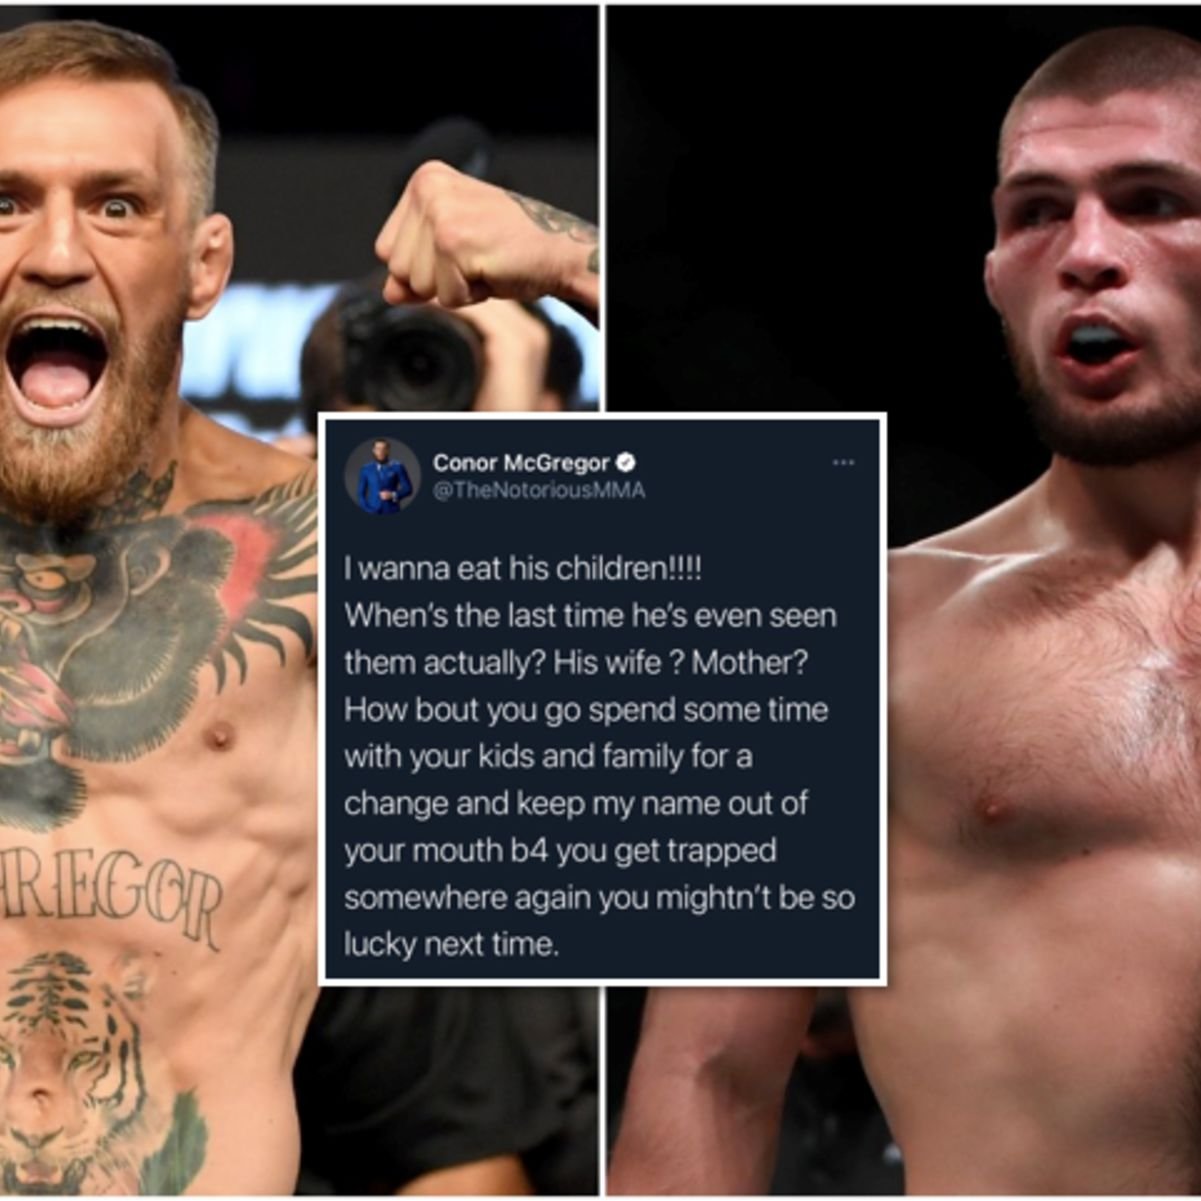 Conor McGregor
@TheNotoriousMMA
I wanna eat his children!!!!
When's the last time he's even seen
them actually? His wife ? Mother?
How bout you go spend some time
with your kids and family for a
change and keep my name out of
your mouth b4 you get trapped
somewhere again you mightn't be so
lucky next time.
REGOR